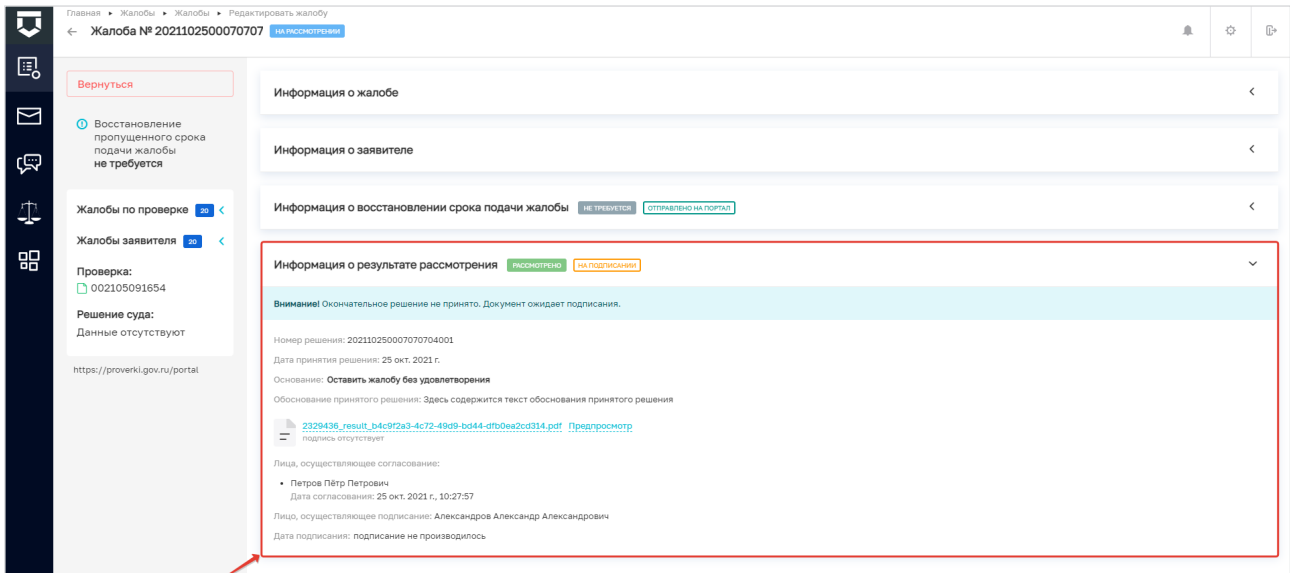 Главная ▸ Жалобы ▸ Жалобы ▸ Редактировать жалобу
← Жалоба № 2021102500070707 НА РАССМОТРЕНИИ
Вернуться
Восстановление
пропущенного срока
подачи жалобы
не требуется
Жалобы по проверке 20
Жалобы заявителя 20
Проверка:
002105091654
Решение суда:
Данные отсутствуют
https://proverki.gov.ru/portal
Информация о жалобе
Информация о заявителе
Информация о восстановлении срока подачи жалобы НЕ ТРЕБУЕТСЯ ОТПРАВЛЕНО НА ПОРТАЛ
Информация о результате рассмотрения РАССМОТРЕНО НА ПОДПИСАНИИ
Внимание! Окончательное решение не принято. Документ ожидает подписания.
Номер решения: 202110250007070704001
Дата принятия решения: 25 окт. 2021 г.
Основание: Оставить жалобу без удовлетворения
Обоснование принятого решения: Здесь содержится текст обоснования принятого решения
2329436_result_b4c9f2a3-4c72-49d9-bd44-dfb0ea2cd314.pdf Предпросмотр
подпись отсутствует
Лица, осуществляющее согласование:
• Петров Пётр Петрович
Дата согласования: 25 окт. 2021 г., 10:27:57
Лицо, осуществляющее подписание: Александров Александр Александрович
Дата подписания: подписание не производилось